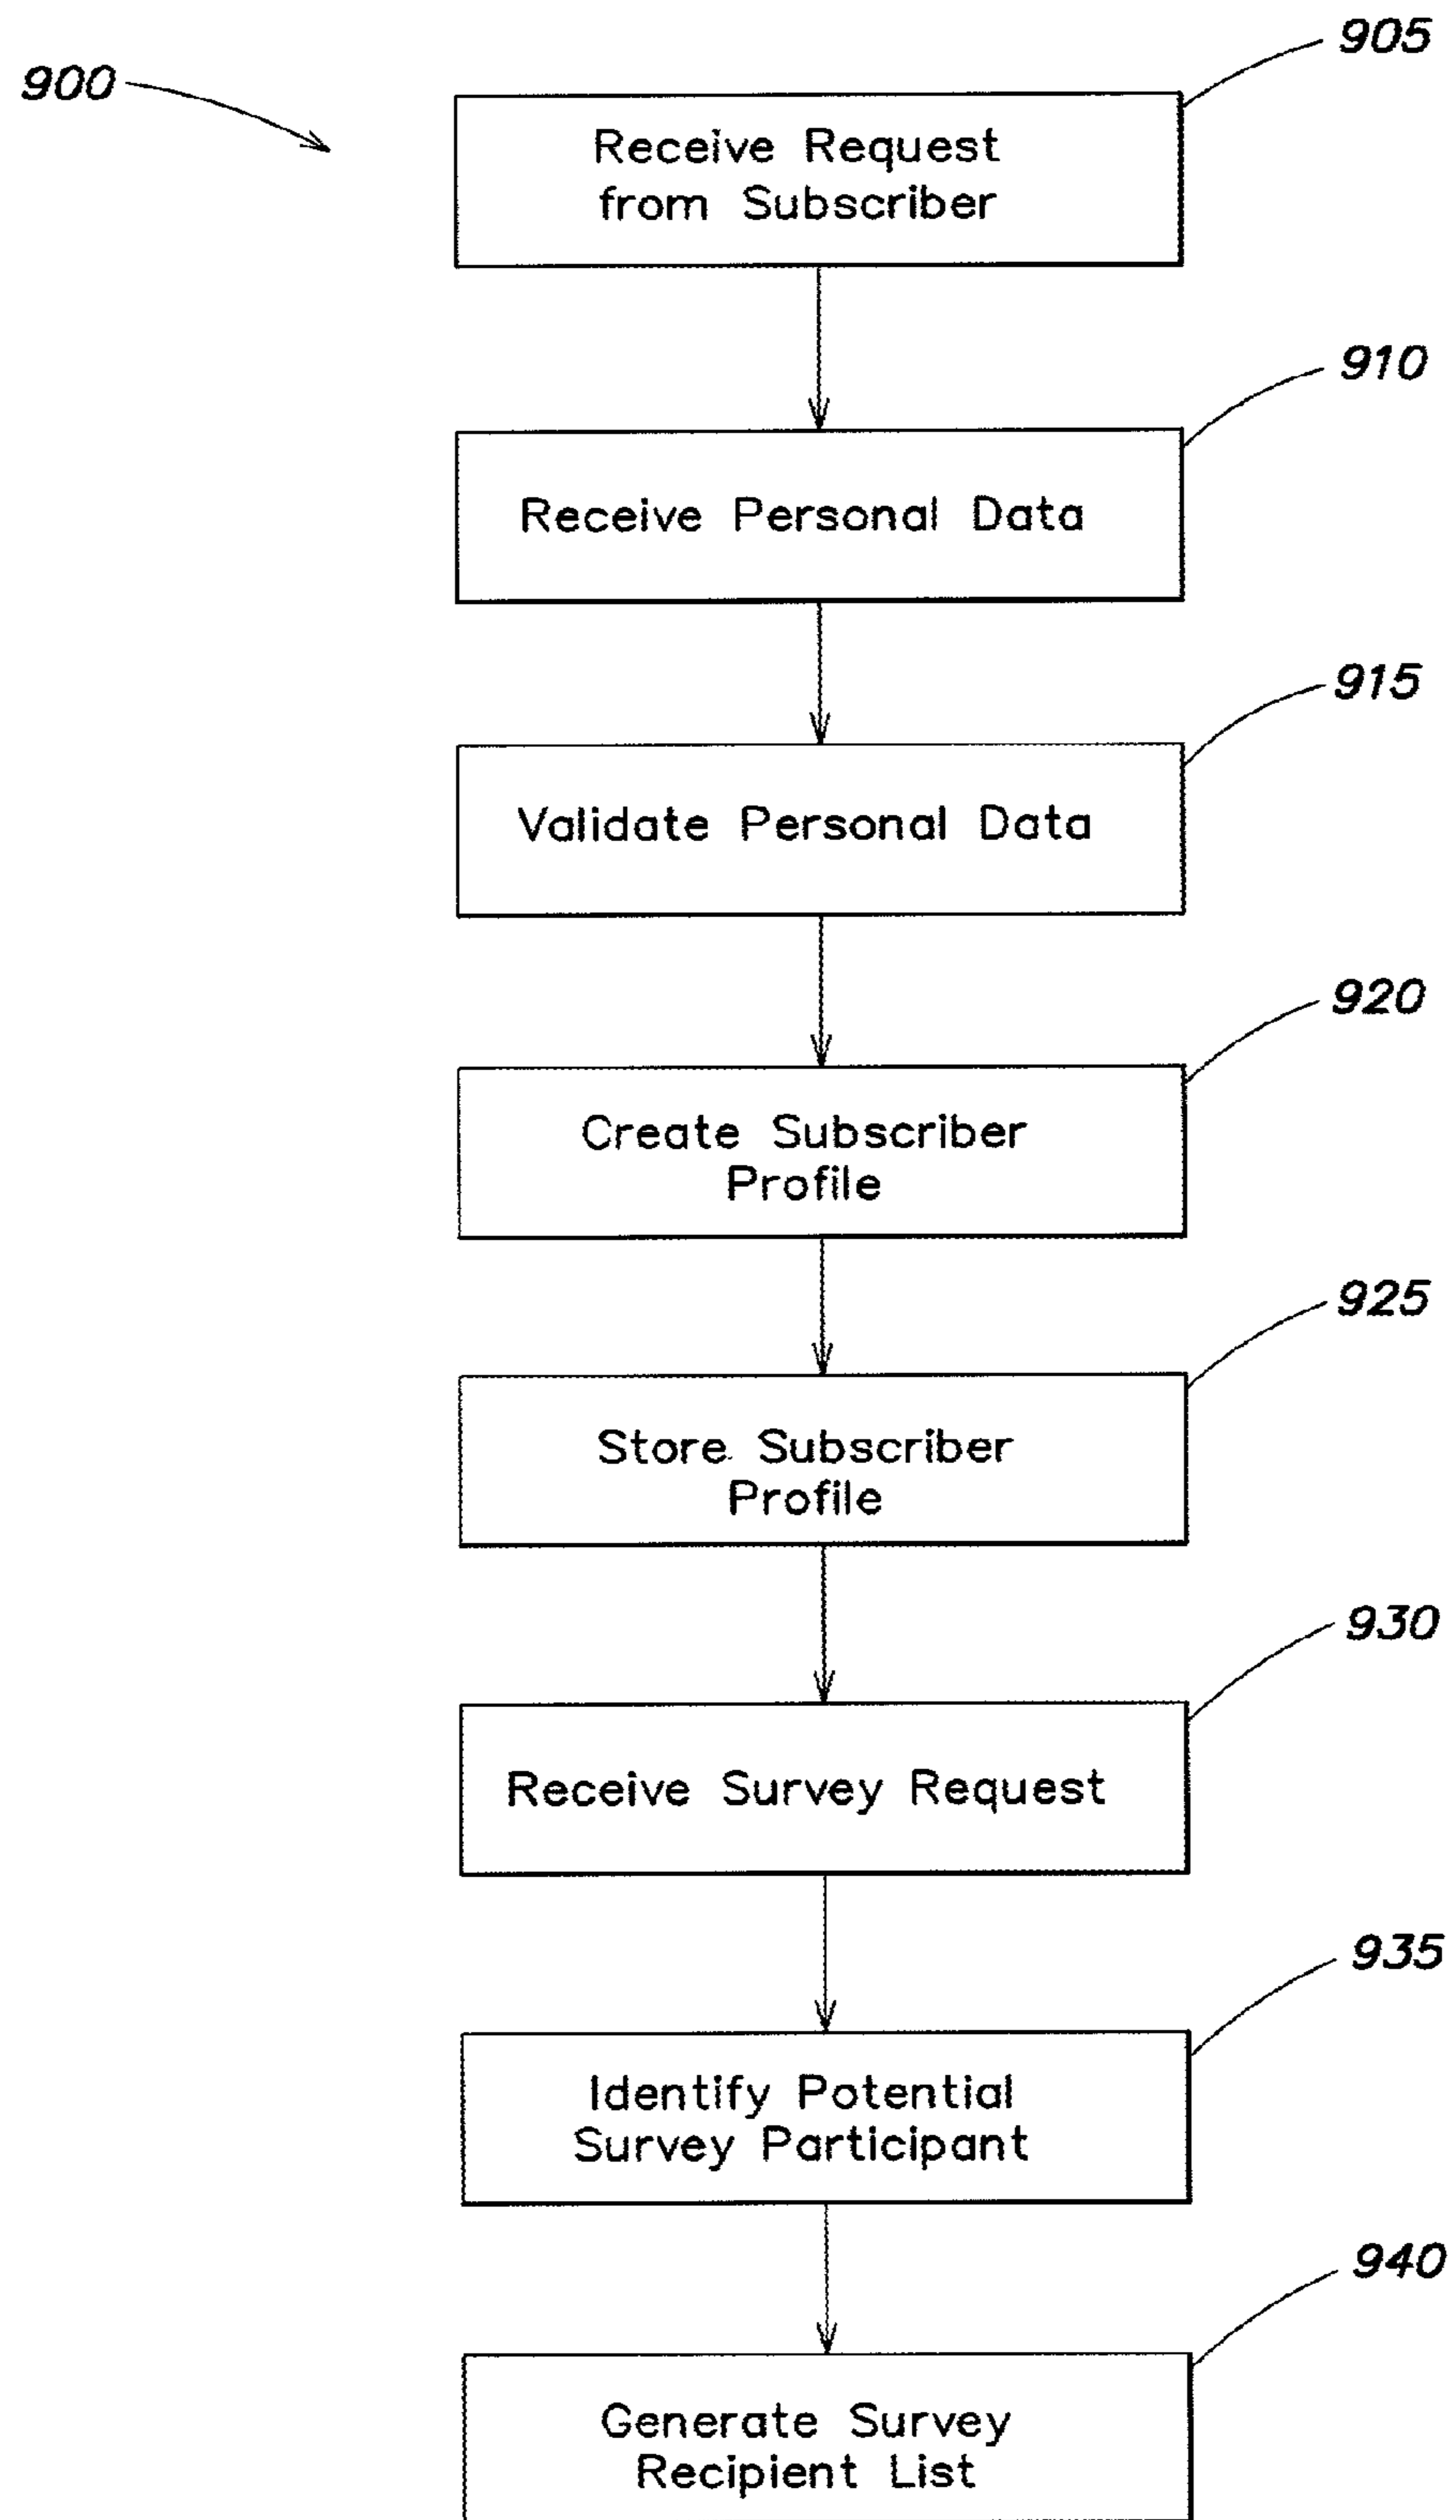 905
900
Receive Request
from Subscriber
910
Receive Personal Data
915
Validate Personal Data
920
Create Subscriber
Profile
925
Store Subscriber
Profile
930
Receive Survey Request
935
Identify Potential
Survey Participant
940
Generate Survey
Recipient List